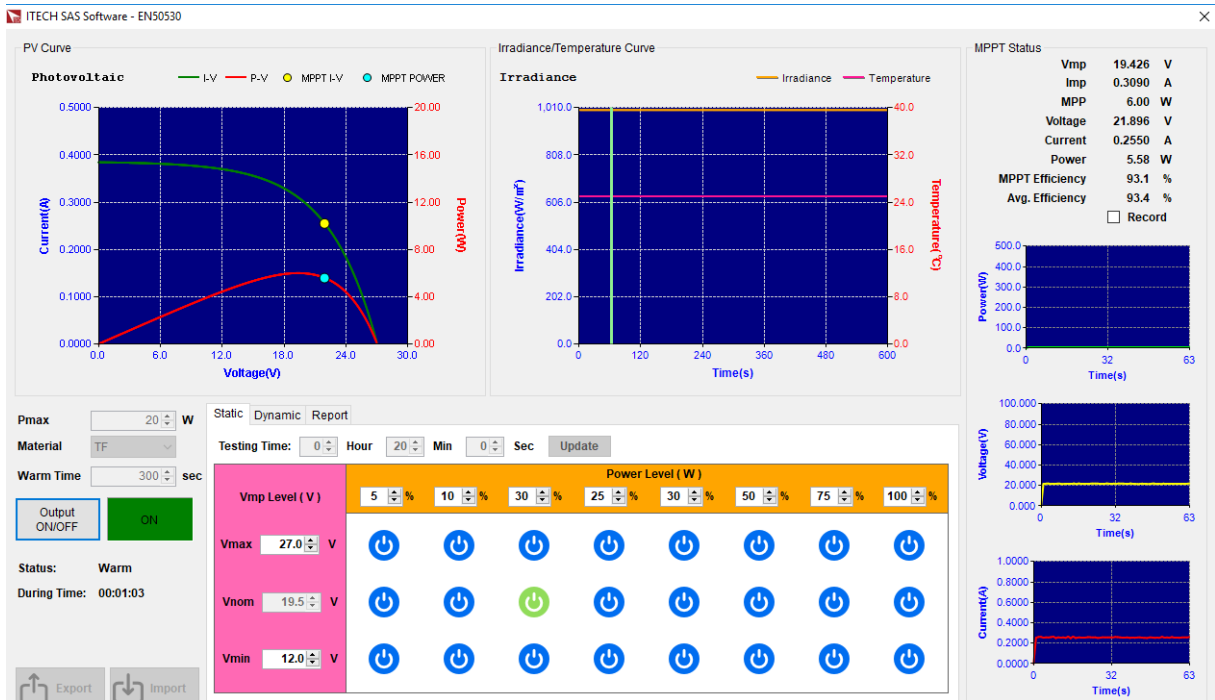 ITECH SAS Software - EN50530
PV Curve
Photovoltaic
I-V P-V MPPT I-V MPPT POWER
0.5000
0.4000
0.3000
0.2000
0.1000
0.0000
Current(A)
20.00
16.00
12.00
8.00
4.00
0.00
Power(W)
0.0 6.0 12.0 18.0 24.0 30.0
Voltage(V)
Irradiance/Temperature Curve
Irradiance
Irradiance Temperature
1,010.0
808.0
606.0
404.0
202.0
0.0
Irradiance(W/㎡)
40.0
32.0
24.0
16.0
8.0
0.0
Temperature(℃)
0 120 240 360 480 600
Time(s)
MPPT Status
Vmp 19.426 V
Imp 0.3090 A
MPP 6.00 W
Voltage 21.896 V
Current 0.2550 A
Power 5.58 W
MPPT Efficiency 93.1 %
Avg. Efficiency 93.4 %
Record
500.0
400.0
300.0
200.0
100.0
0.0
Power(W)
0 32 63
Time(s)
100.000
80.000
60.000
40.000
20.000
0.000
Voltage(V)
0 32 63
Time(s)
1.0000
0.8000
0.6000
0.4000
0.2000
0.0000
Current(A)
0 32 63
Time(s)
Pmax 20 W
Material TF
Warm Time 300 sec
Output
ON/OFF
ON
Status: Warm
During Time: 00:01:03
Export Import
Static Dynamic Report
Testing Time: 0 Hour 20 Min 0 Sec Update
Vmp Level ( V )
Power Level ( W )
5 % 10 % 30 % 25 % 30 % 50 % 75 % 100 %
Vmax 27.0 V
Vnom 19.5 V
Vmin 12.0 V